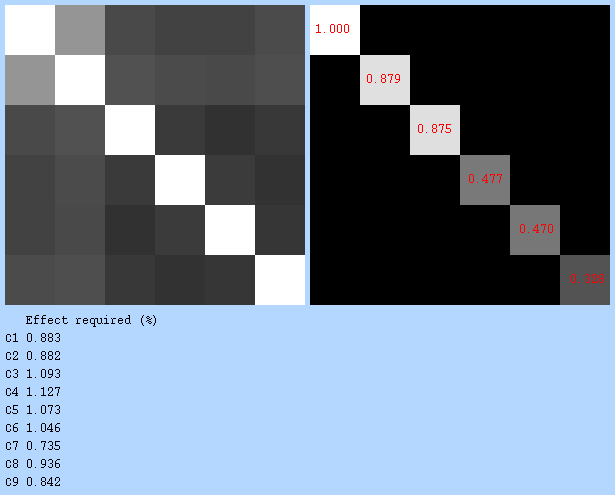 1.000
0.879
0.875
0.477
0.470
Effect required (%)
C1 0.883
C2 0.882
C3 1.093
C4 1.127
C5 1.073
C6 1.046
C7 0.735
C8 0.936
C9 0.842